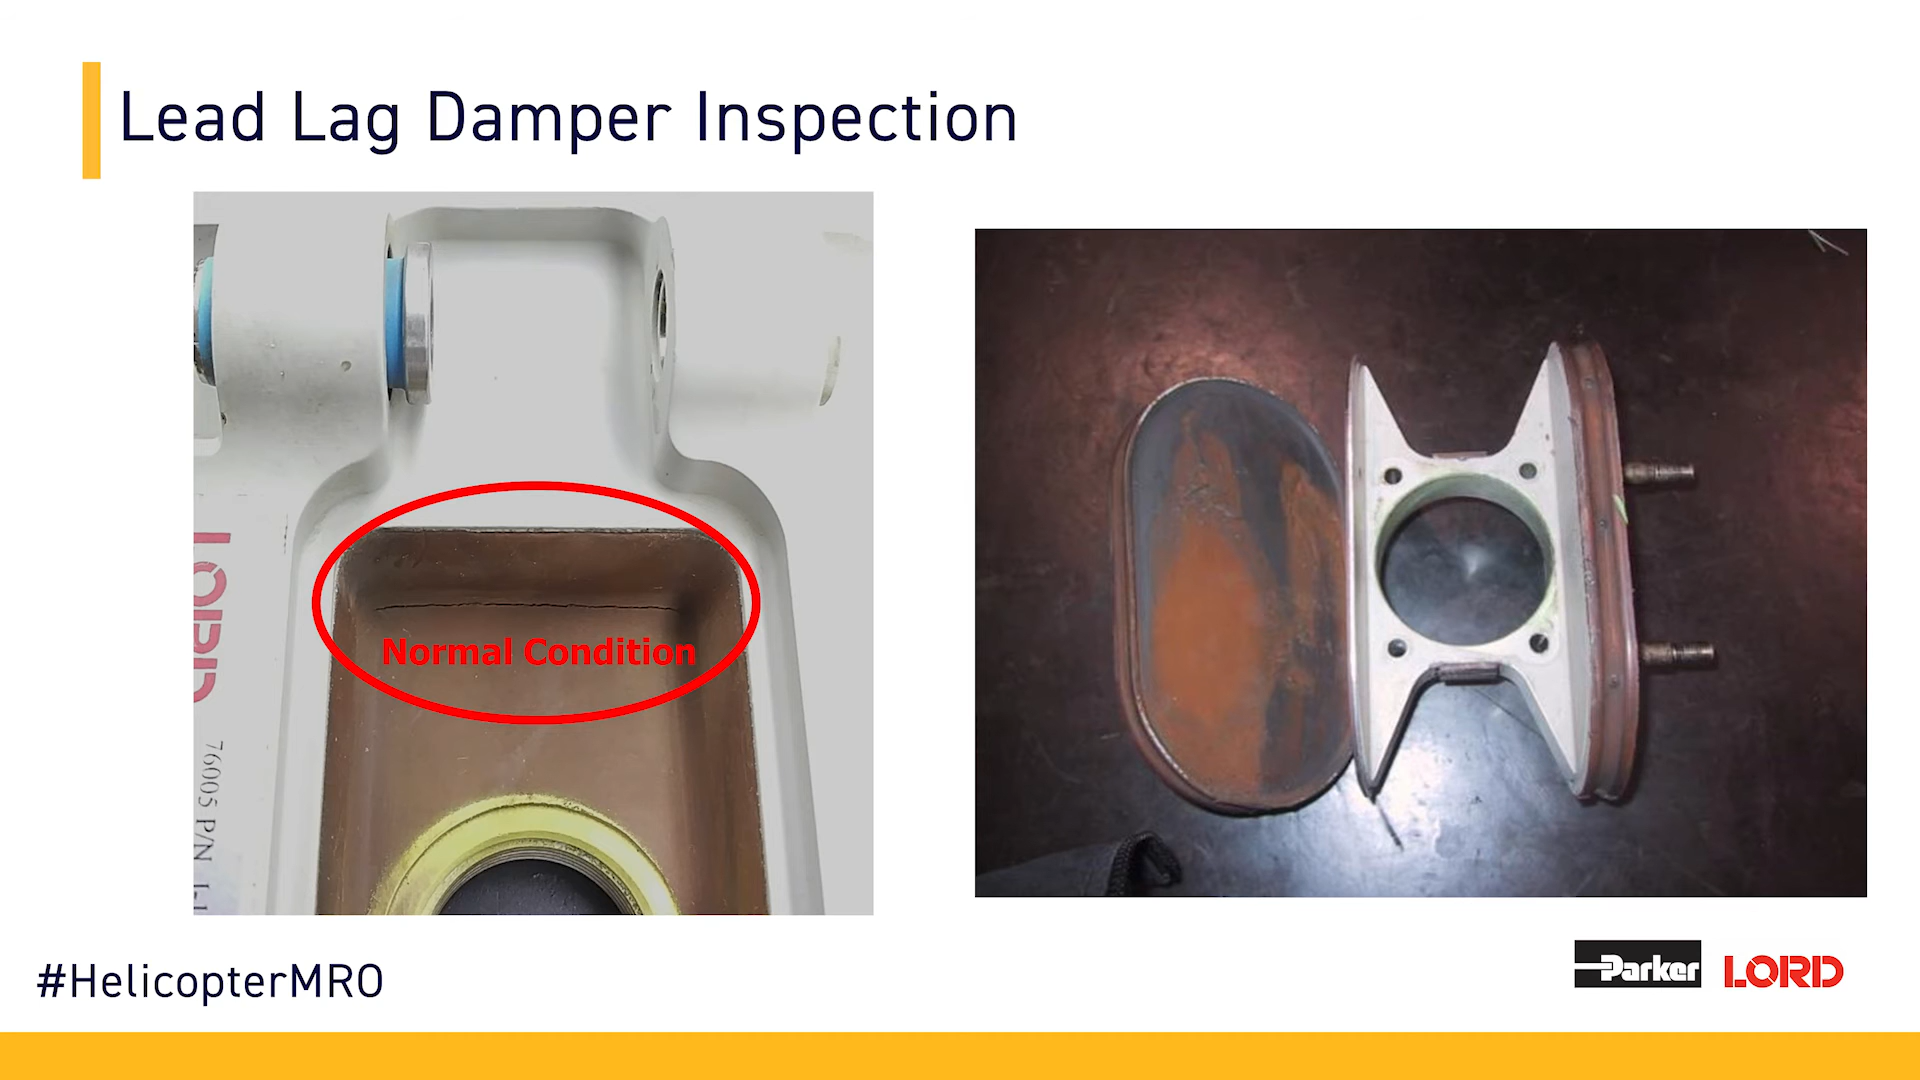 Lead Lag Damper Inspection
Normal Condition
LORD
76005 P/N
#HelicopterMRO
Parker LORD